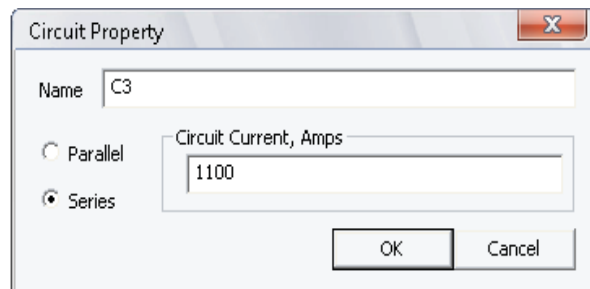 Circuit Property
Name C3
Parallel
Series
Circuit Current, Amps
1100
OK Cancel